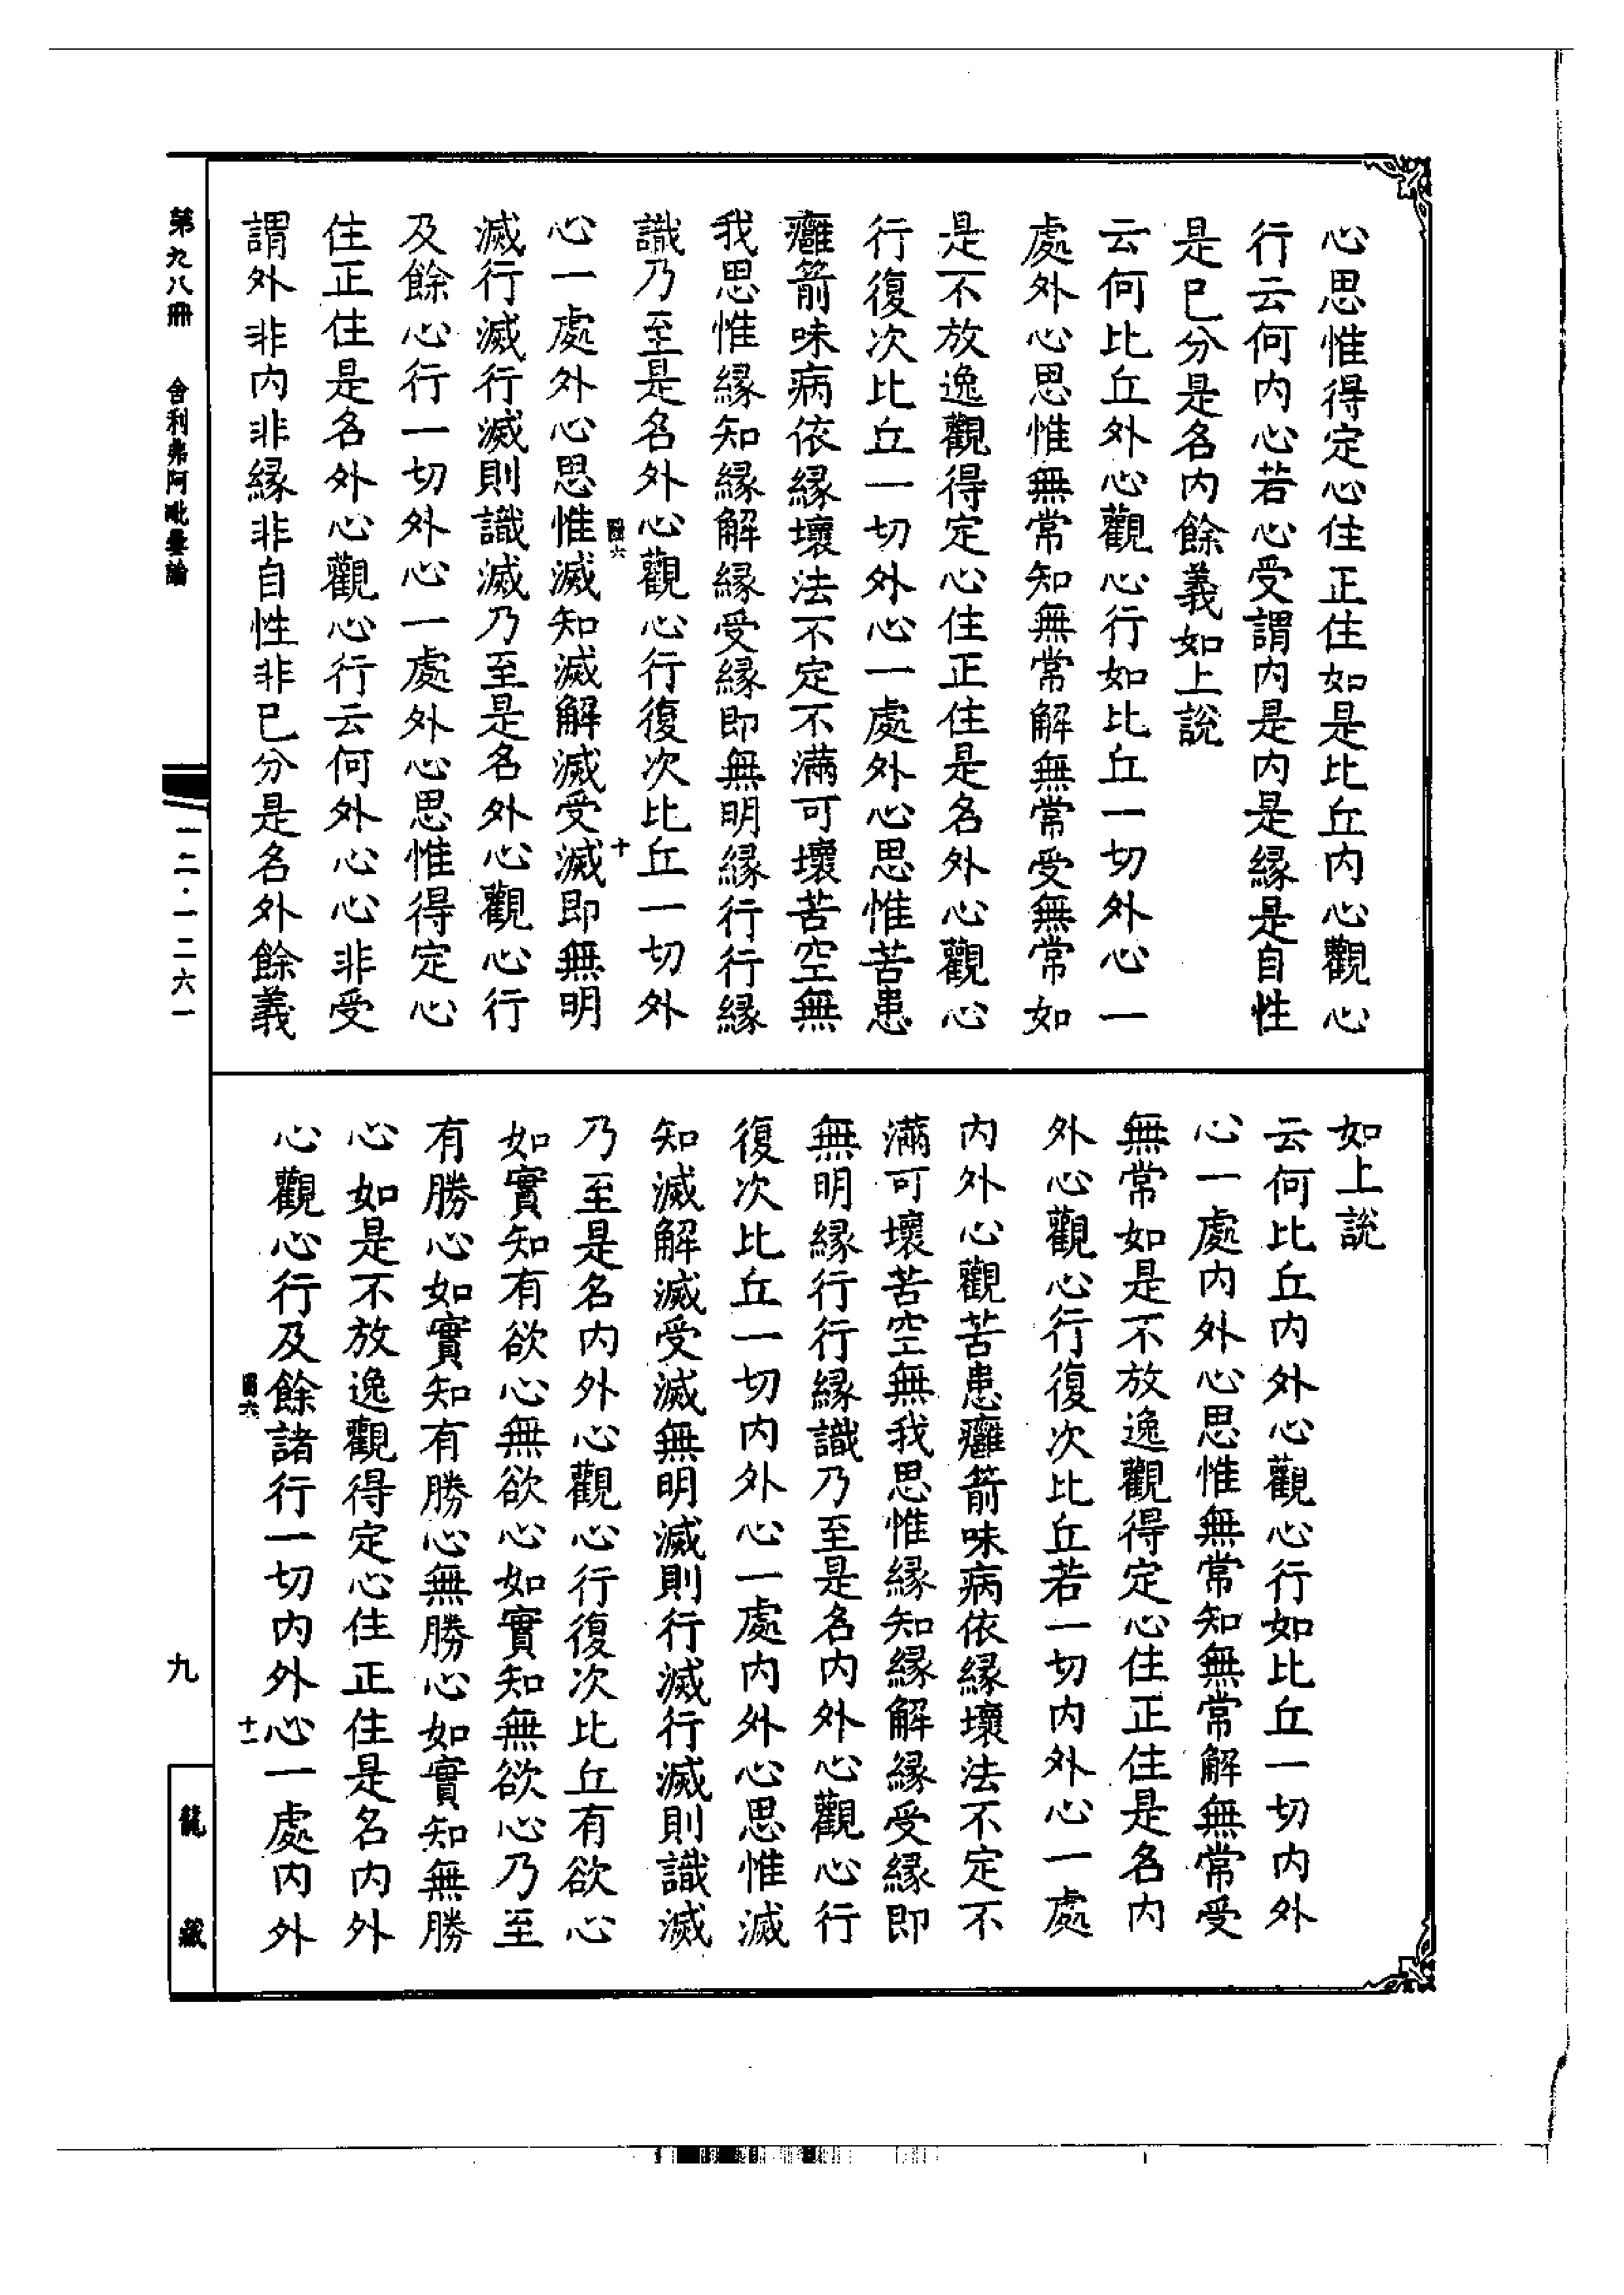 心思惟得定心住正住如是比丘內心觀心
行云何內心若心受謂內是內是緣是自性
是已分是名內餘義如上說
云何比丘外心觀心行如比丘一切外心一
處外心思惟無常知無常解無常受無常如
是不放逸觀得定心住正住是名外心觀心
行復次比丘一切外心一處外心思惟苦患
癰箭味病依緣壞法不定不滿可壞苦空無
我思惟緣知緣解緣受緣即無明緣行行緣
識乃至是名外心觀心行復次比丘一切外
心一處外心思惟滅知滅解滅受滅即無明
滅行滅行滅則識滅乃至是名外心觀心行
及餘心行一切外心一處外心思惟得定心
住正住是名外心觀心行云何外心心非受
謂外非內非緣非自性非已分是名外餘義
如上說
云何比丘內外心觀心行如比丘一切內外
心一處內外心思惟無常知無常解無常受
無常如是不放逸觀得定心住正住是名內
外心觀心行復次比丘若一切內外心一處
內外心觀苦患癰箭味病依緣壞法不定不
滿可壞苦空無我思惟緣知緣解緣受緣即
無明緣行行緣識乃至是名內外心觀心行
復次比丘一切內外心一處內外心思惟滅
知滅解滅受滅無明滅則行滅行滅則識滅
乃至是名內外心觀心行復次比丘有欲心
如實知有欲心無欲心如實知無欲心乃至
有勝心如實知有勝心無勝心如實知無勝
心如是不放逸觀得定心住正住是名內外
心觀心行及餘諸行一切內外心一處內外
第九八冊 舍利弗阿毗曇論
一二·一二六一
九
龍藏
十
十一